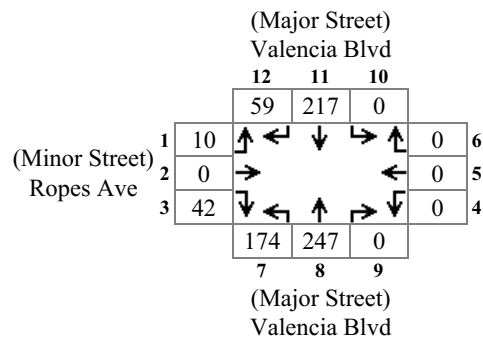 (Major Street)
Valencia Blvd
12 11 10
59 217 0
1 10 0 6
(Minor Street)
Ropes Ave
2 0 0 5
3 42 0 4
174 247 0
7 8 9
(Major Street)
Valencia Blvd